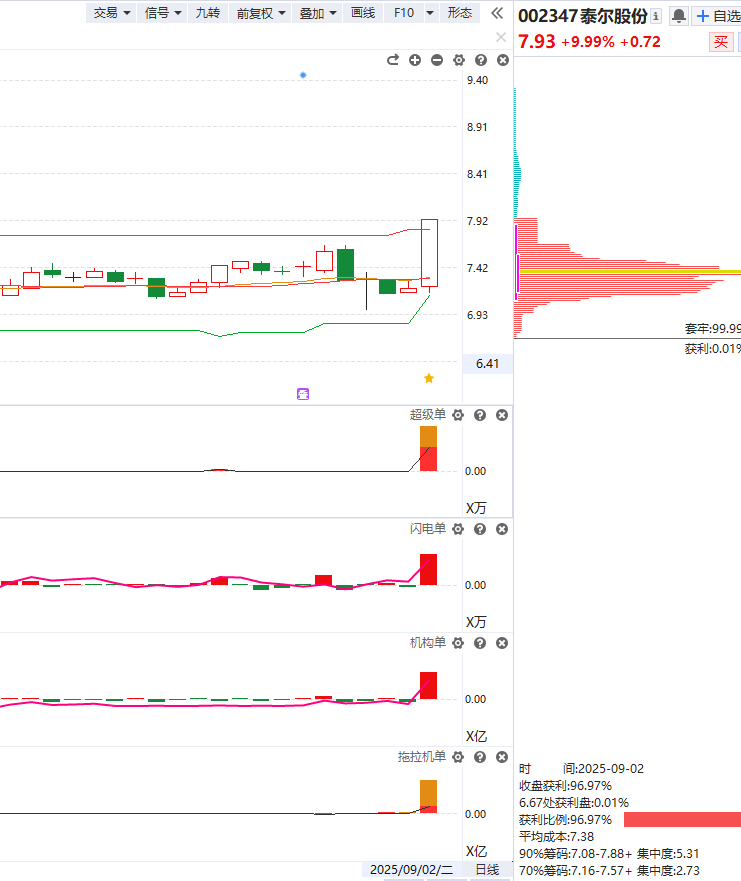 交易 信号 九转 前复权 叠加 画线 F10 形态
002347 泰尔股份 自选
7.93 +9.99% +0.72 买
9.40
8.91
8.41
7.92
7.42
6.93
6.41
套牢:99.99
获利:0.01%
超级单
0.00
X万
闪电单
0.00
X万
机构单
0.00
X亿
拖拉机单
0.00
X亿
2025/09/02/二 日线
时 间:2025-09-02
收盘获利:96.97%
6.67处获利盘:0.01%
获利比例:96.97%
平均成本:7.38
90%筹码:7.08-7.88+ 集中度:5.31
70%筹码:7.16-7.57+ 集中度:2.73